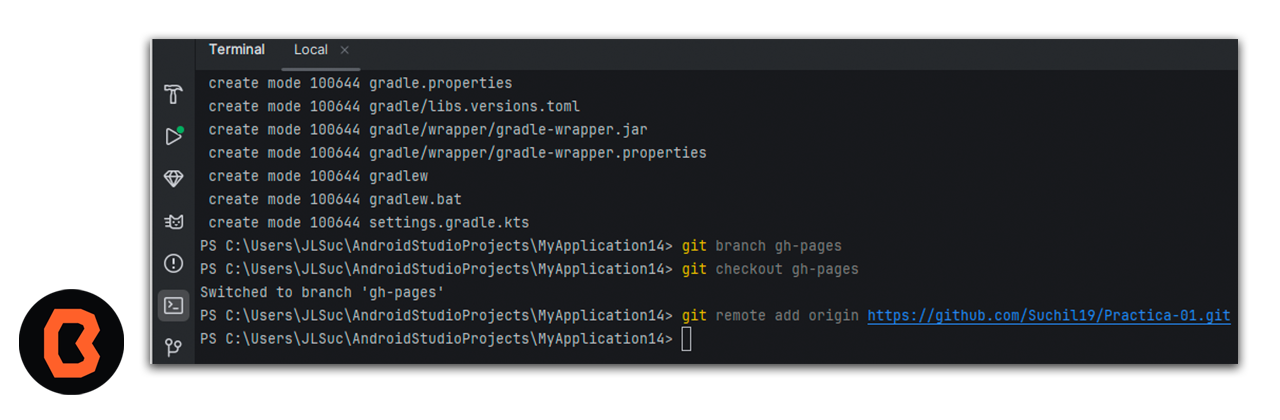 Terminal Local
create mode 100644 gradle.properties
create mode 100644 gradle/libs.versions.toml
create mode 100644 gradle/wrapper/gradle-wrapper.jar
create mode 100644 gradle/wrapper/gradle-wrapper.properties
create mode 100644 gradlew
create mode 100644 gradlew.bat
create mode 100644 settings.gradle.kts
PS C:\Users\JLSuc\AndroidStudioProjects\MyApplication14> git branch gh-pages
PS C:\Users\JLSuc\AndroidStudioProjects\MyApplication14> git checkout gh-pages
Switched to branch 'gh-pages'
PS C:\Users\JLSuc\AndroidStudioProjects\MyApplication14> git remote add origin https://github.com/Suchil19/Practica-01.git
PS C:\Users\JLSuc\AndroidStudioProjects\MyApplication14>